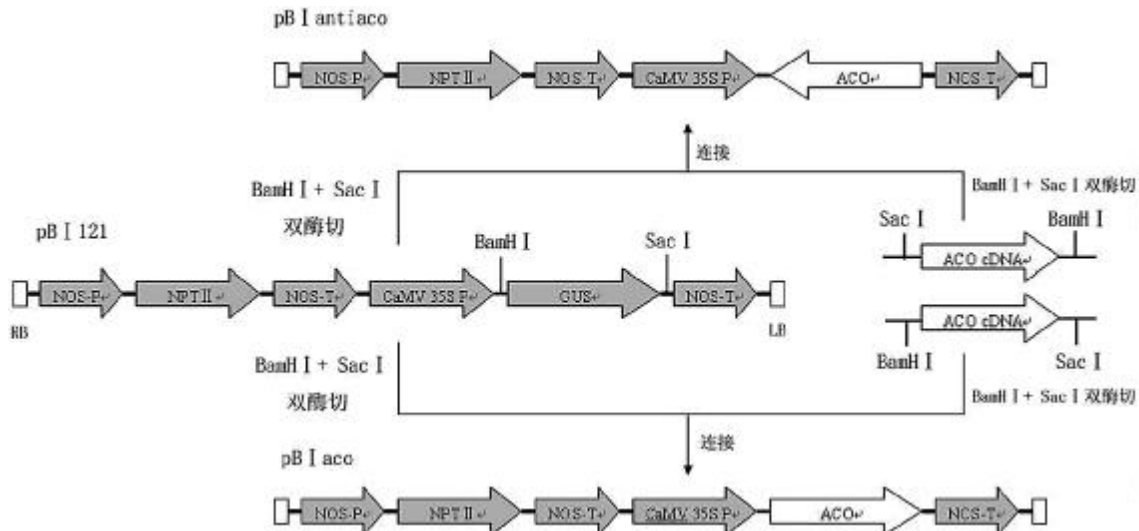 pBⅠantiaco
NOS-P NPTⅡ NOS-T CaMV 35S P ACO NCS-T
连接
BamHⅠ+ SacⅠ
双酶切
BamHⅠ+ SacⅠ双酶切
pBⅠ121
BamHⅠ
SacⅠ
SacⅠ
BamHⅠ
ACO cDNA
NOS-P NPTⅡ NOS-T CaMV 35S P GUS NOS-T
ACO cDNA
RB
LB
BamHⅠ
SacⅠ
BamHⅠ+ SacⅠ
双酶切
BamHⅠ+ SacⅠ双酶切
连接
pBⅠaco
NOS-P NPTⅡ NOS-T CaMV 35S P ACO NCS-T